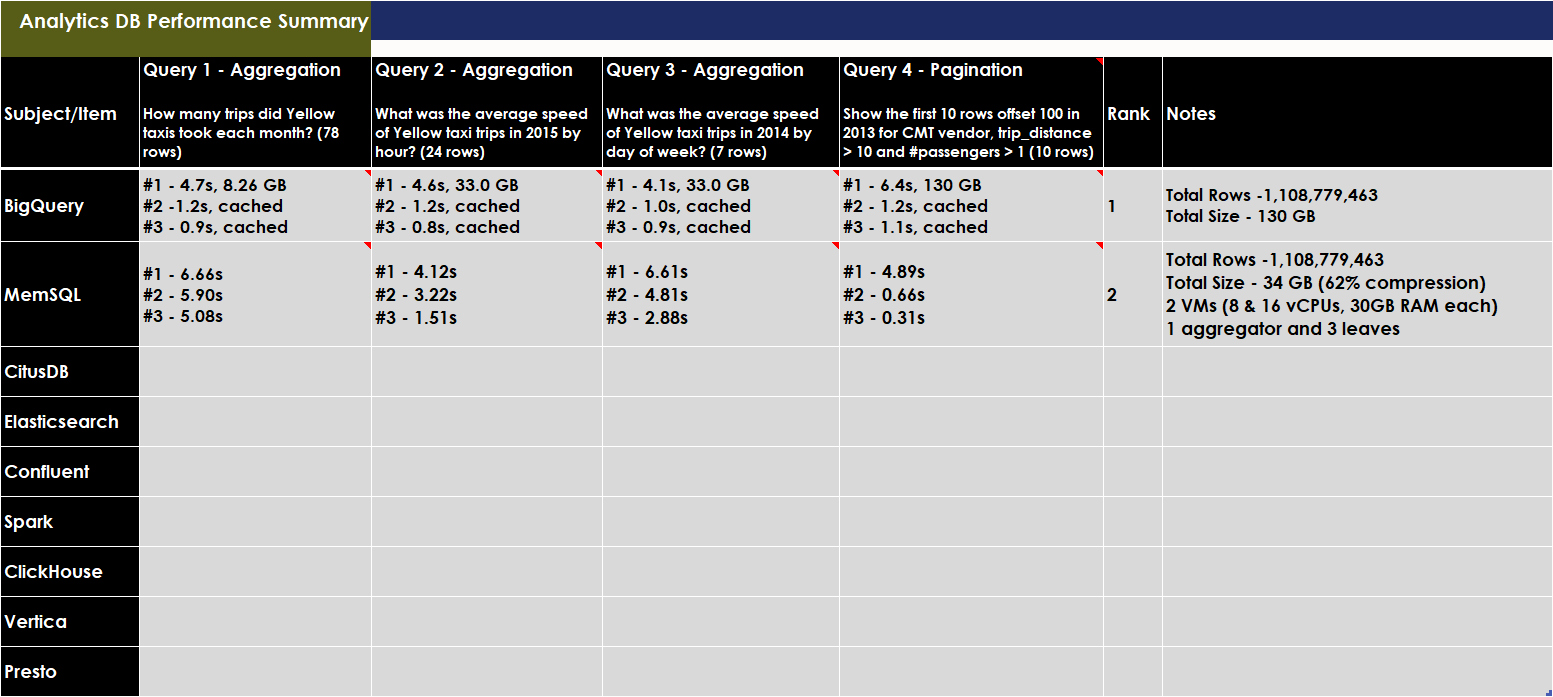 Analytics DB Performance Summary
Subject/Item
Query 1 - Aggregation
How many trips did Yellow
taxis took each month? (78
rows)
Query 2 - Aggregation
What was the average speed
of Yellow taxi trips in 2015 by
hour? (24 rows)
Query 3 - Aggregation
What was the average speed
of Yellow taxi trips in 2014 by
day of week? (7 rows)
Query 4 - Pagination
Show the first 10 rows offset 100 in
2013 for CMT vendor, trip_distance
> 10 and #passengers > 1 (10 rows)
Rank
Notes
BigQuery
#1 - 4.7s, 8.26 GB
#2 -1.2s, cached
#3 - 0.9s, cached
#1 - 4.6s, 33.0 GB
#2 - 1.2s, cached
#3 - 0.8s, cached
#1 - 4.1s, 33.0 GB
#2 - 1.0s, cached
#3 - 0.9s, cached
#1 - 6.4s, 130 GB
#2 - 1.2s, cached
#3 - 1.1s, cached
1
Total Rows -1,108,779,463
Total Size - 130 GB
MemSQL
#1 - 6.66s
#2 - 5.90s
#3 - 5.08s
#1 - 4.12s
#2 - 3.22s
#3 - 1.51s
#1 - 6.61s
#2 - 4.81s
#3 - 2.88s
#1 - 4.89s
#2 - 0.66s
#3 - 0.31s
2
Total Rows -1,108,779,463
Total Size - 34 GB (62% compression)
2 VMs (8 & 16 vCPUs, 30GB RAM each)
1 aggregator and 3 leaves
CitusDB
Elasticsearch
Confluent
Spark
ClickHouse
Vertica
Presto